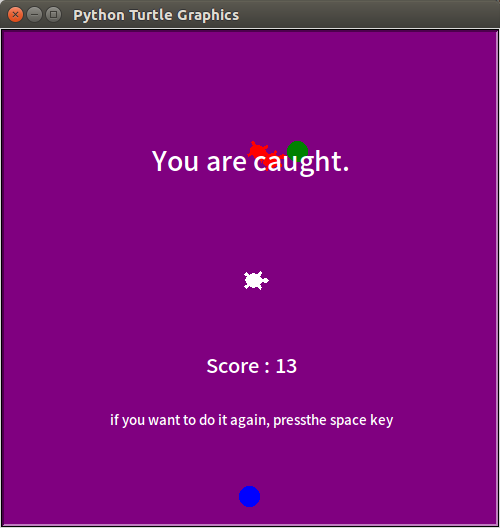 Python Turtle Graphics
You are caught.
Score : 13
if you want to do it again, pressthe space key